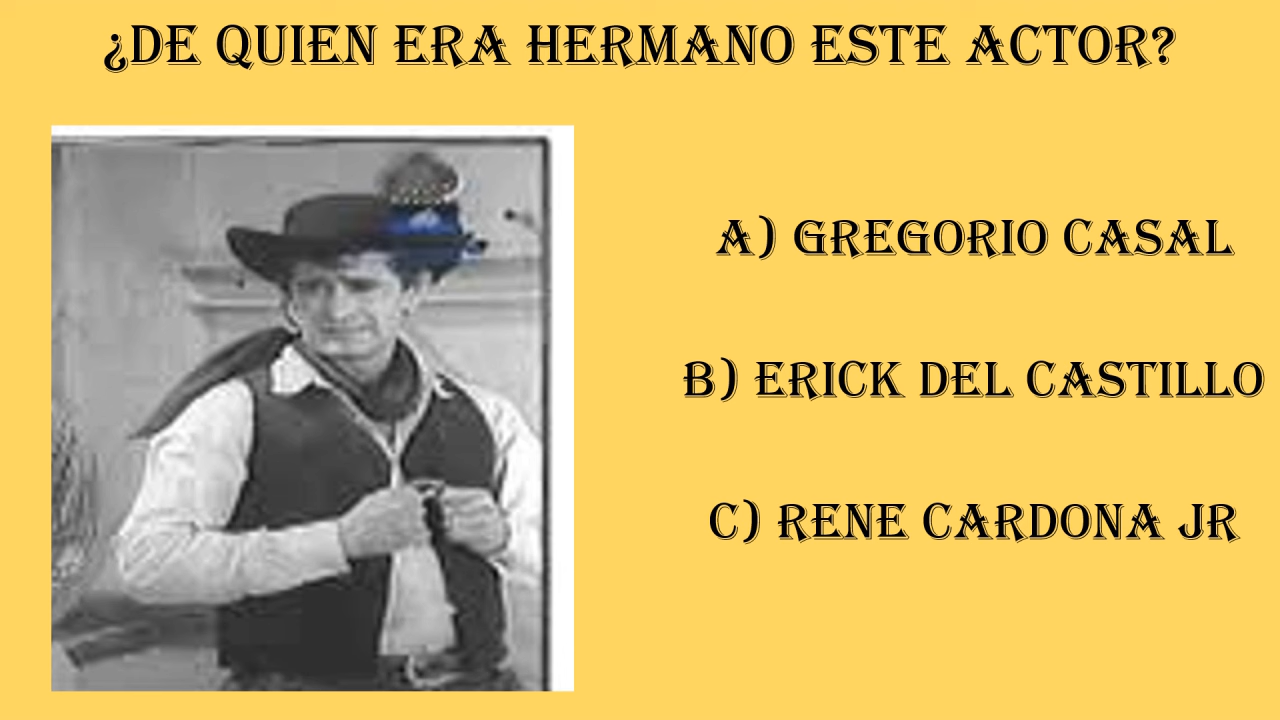 ¿DE QUIEN ERA HERMANO ESTE ACTOR?
A) GREGORIO CASAL
B) ERICK DEL CASTILLO
C) RENE CARDONA JR